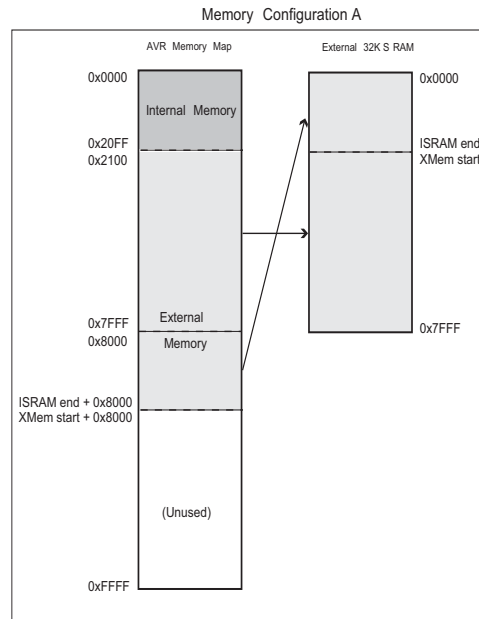 Memory Configuration A
AVR Memory Map
External 32K SRAM
0x0000
Internal Memory
0x20FF
0x2100
External
0x7FFF
0x8000
Memory
ISRAM end + 0x8000
XMem start + 0x8000
(Unused)
0xFFFF
0x0000
ISRAM end
XMem start
0x7FFF